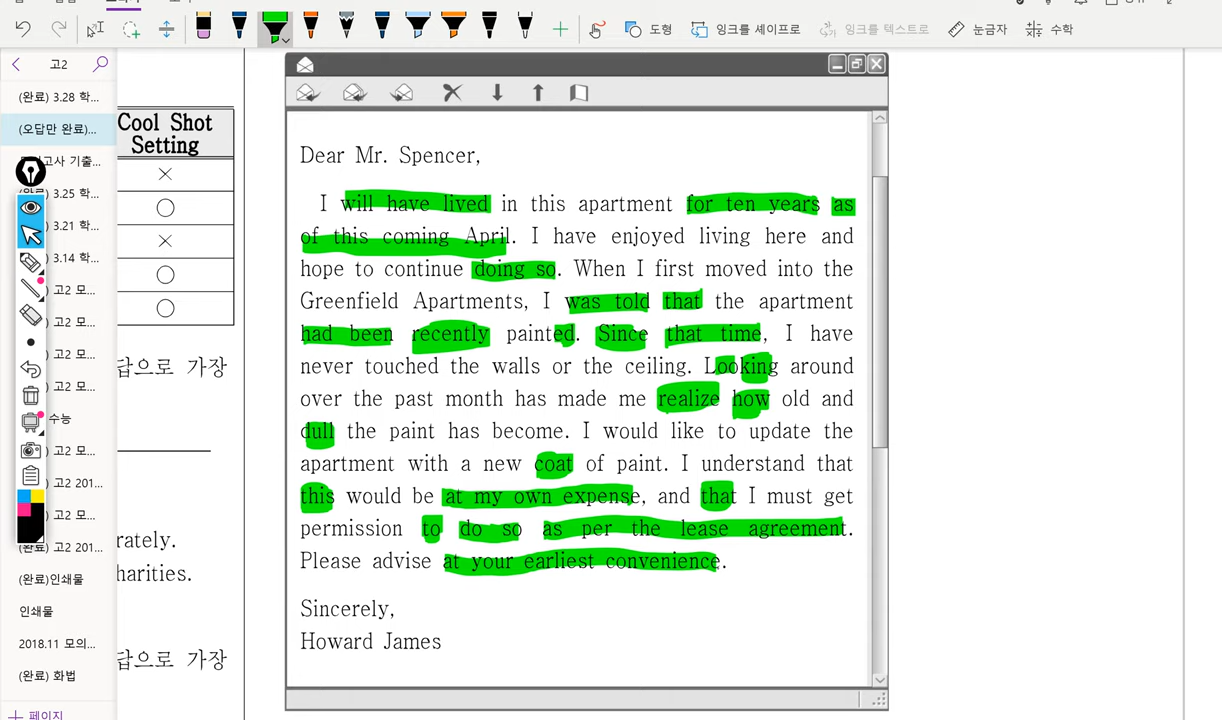 도형
잉크를 셰이프로
잉크를 텍스트로
눈금자
수학
고2
(완료) 3.28 학...
(오답만 완료)...
고사 기출...
) 3.25 학...
) 3.21 학...
) 3.14 학...
) 고2 모...
) 고2 모...
) 고2 모...
) 고2 모...
수능
) 고2 모...
) 고2 201...
) 고2 모...
(완료) 고2 201...
(완료)인쇄물
인쇄물
2018.11 모의...
(완료) 화법
페이지
Cool Shot
Setting
×
○
×
○
○
답으로 가장
rately.
harities.
답으로 가장
Dear Mr. Spencer,
I will have lived in this apartment for ten years as
of this coming April. I have enjoyed living here and
hope to continue doing so. When I first moved into the
Greenfield Apartments, I was told that the apartment
had been recently painted. Since that time, I have
never touched the walls or the ceiling. Looking around
over the past month has made me realize how old and
dull the paint has become. I would like to update the
apartment with a new coat of paint. I understand that
this would be at my own expense, and that I must get
permission to do so as per the lease agreement.
Please advise at your earliest convenience.
Sincerely,
Howard James